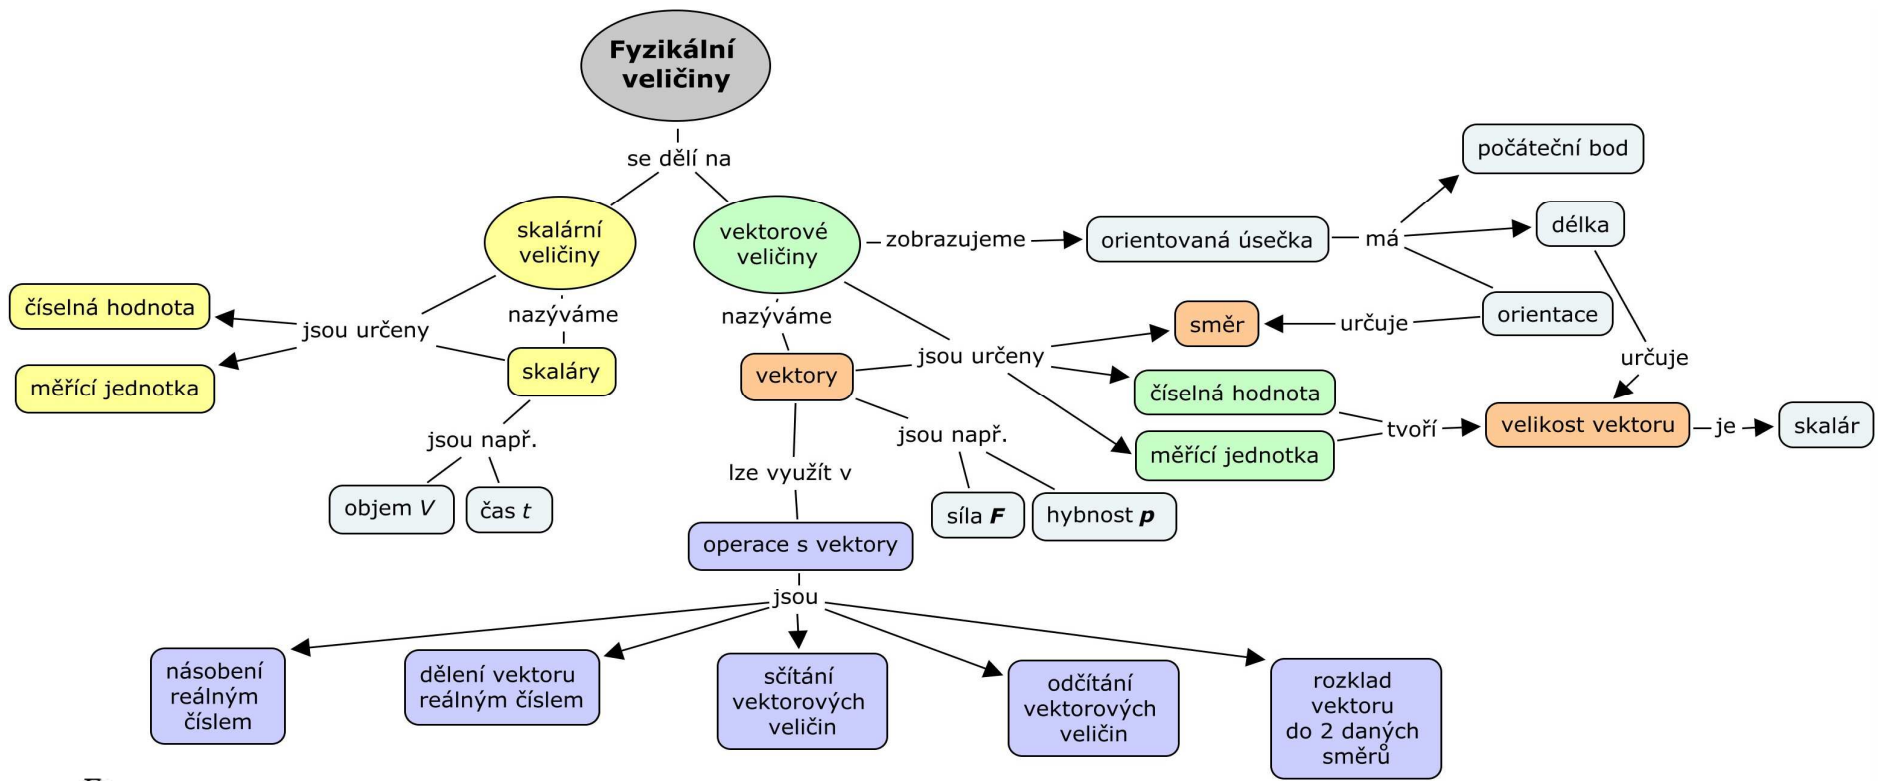 Fyzikální
veličiny
se dělí na
skalární
veličiny
vektorové
veličiny
zobrazujeme
orientovaná úsečka
má
počáteční bod
délka
orientace
určuje
směr
určuje
číselná hodnota
měřící jednotka
jsou určeny
nazýváme
skaláry
jsou např.
objem V
čas t
nazýváme
vektory
jsou určeny
číselná hodnota
měřící jednotka
tvoří
velikost vektoru
je
skalár
jsou např.
síla F
hybnost p
lze využít v
operace s vektory
jsou
násobení
reálným
číslem
dělení vektoru
reálným číslem
sčítání
vektorových
veličin
odčítání
vektorových
veličin
rozklad
vektoru
do 2 daných
směrů